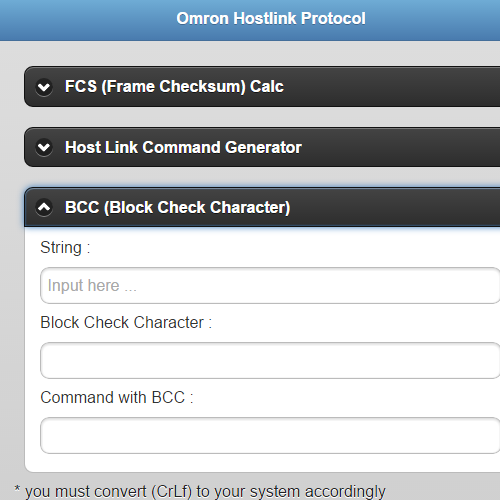 Omron Hostlink Protocol
FCS (Frame Checksum) Calc
Host Link Command Generator
BCC (Block Check Character)
String :
Input here ...
Block Check Character :
Command with BCC :
* you must convert (CrLf) to your system accordingly